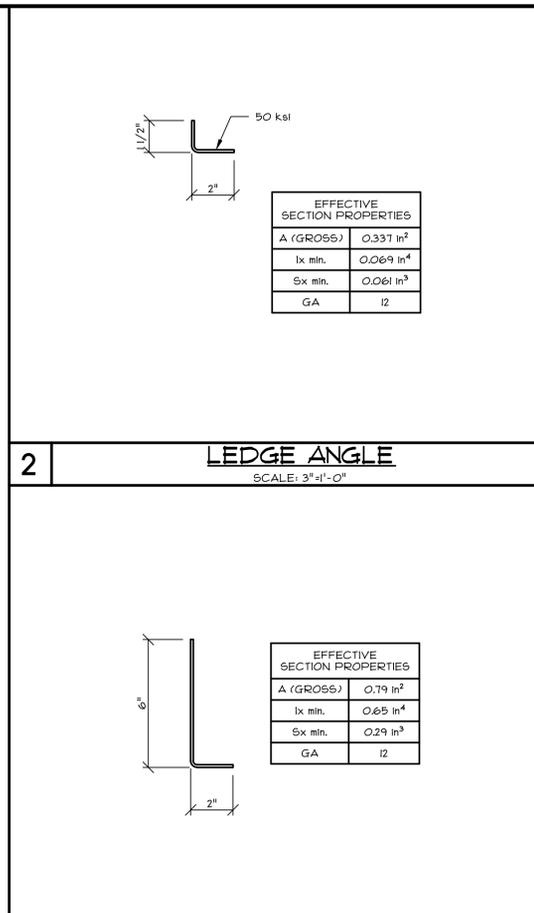 1 1/2"
50 ksi
2"
EFFECTIVE
SECTION PROPERTIES
A (GROSS) 0.337 in²
Ix min. 0.069 in⁴
Sx min. 0.061 in³
GA 12
2 LEDGE ANGLE
SCALE: 3"=1'-0"
6"
2"
EFFECTIVE
SECTION PROPERTIES
A (GROSS) 0.79 in²
Ix min. 0.65 in⁴
Sx min. 0.29 in³
GA 12